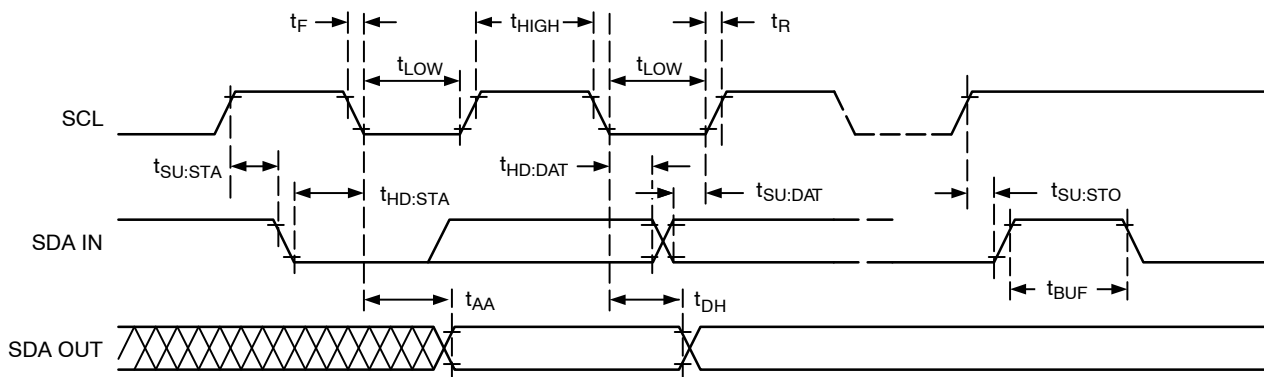 tF
tHIGH
tR
tLOW
tLOW
SCL
tSU:STA
tHD:STA
tHD:DAT
tSU:DAT
tSU:STO
SDA IN
tBUF
tAA
tDH
SDA OUT